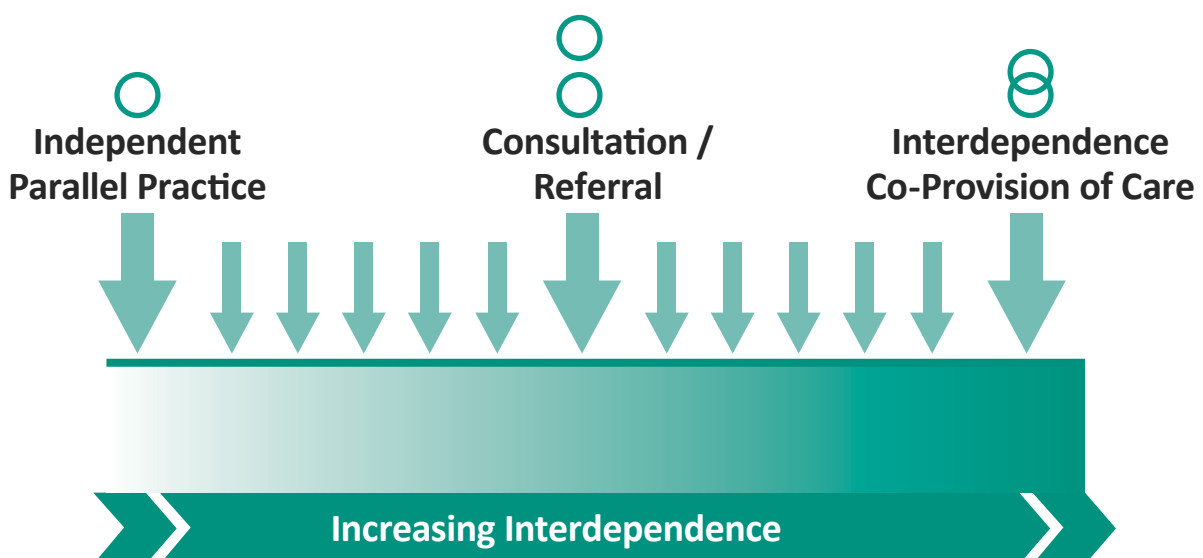 Independent
Parallel Practice
Consultation /
Referral
Interdependence
Co-Provision of Care
Increasing Interdependence